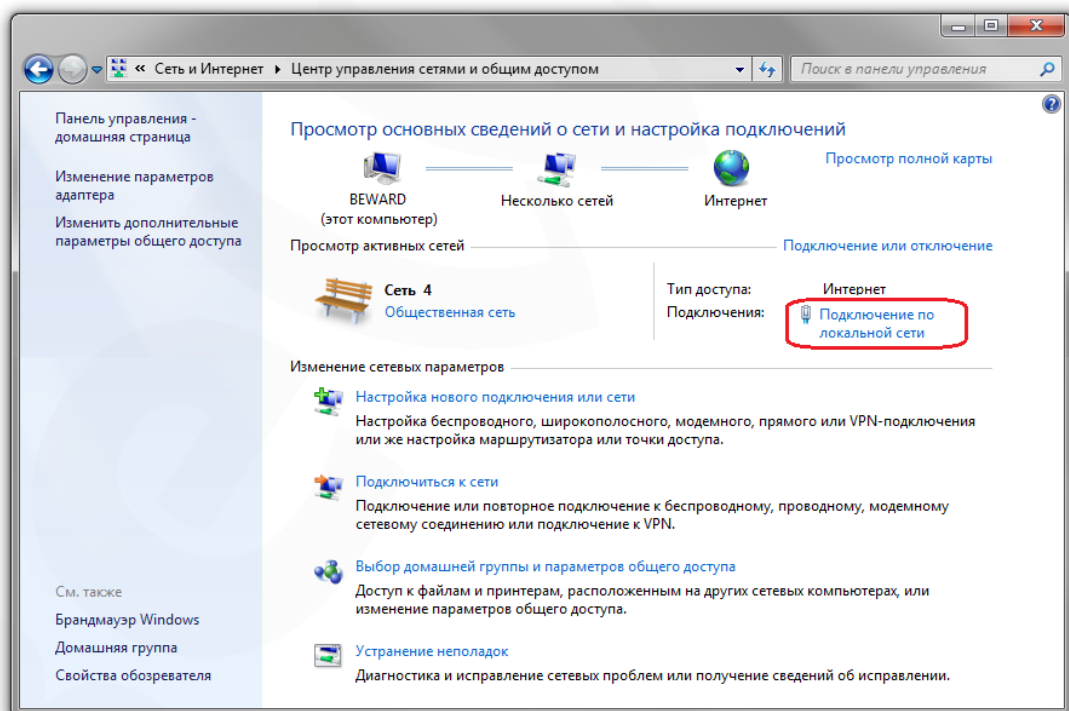 « Сеть и Интернет ▸ Центр управления сетями и общим доступом
Поиск в панели управления
Панель управления -
домашняя страница
Изменение параметров
адаптера
Изменить дополнительные
параметры общего доступа
См. также
Брандмауэр Windows
Домашняя группа
Свойства обозревателя
Просмотр основных сведений о сети и настройка подключений
Просмотр полной карты
BEWARD
(этот компьютер)
Несколько сетей
Интернет
Просмотр активных сетей
Подключение или отключение
Сеть 4
Общественная сеть
Тип доступа: Интернет
Подключения: Подключение по
локальной сети
Изменение сетевых параметров
Настройка нового подключения или сети
Настройка беспроводного, широкополосного, модемного, прямого или VPN-подключения
или же настройка маршрутизатора или точки доступа.
Подключиться к сети
Подключение или повторное подключение к беспроводному, проводному, модемному
сетевому соединению или подключение к VPN.
Выбор домашней группы и параметров общего доступа
Доступ к файлам и принтерам, расположенным на других сетевых компьютерах, или
изменение параметров общего доступа.
Устранение неполадок
Диагностика и исправление сетевых проблем или получение сведений об исправлении.